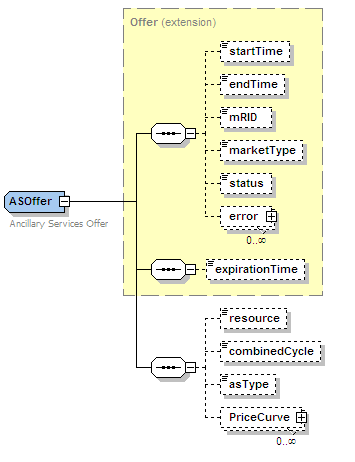 Offer (extension)
startTime
endTime
mRID
marketType
status
error
0..∞
ASOffer
Ancillary Services Offer
expirationTime
resource
combinedCycle
asType
PriceCurve
0..∞